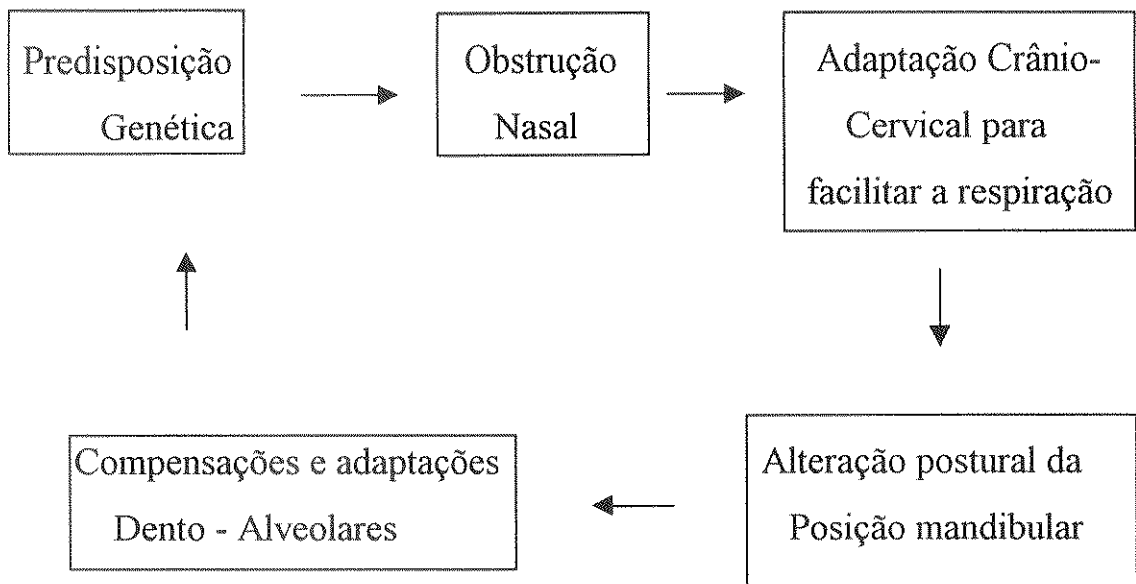 Predisposição
Genética
Obstrução
Nasal
Adaptação Crânio-
Cervical para
facilitar a respiração
Alteração postural da
Posição mandibular
Compensações e adaptações
Dento - Alveolares